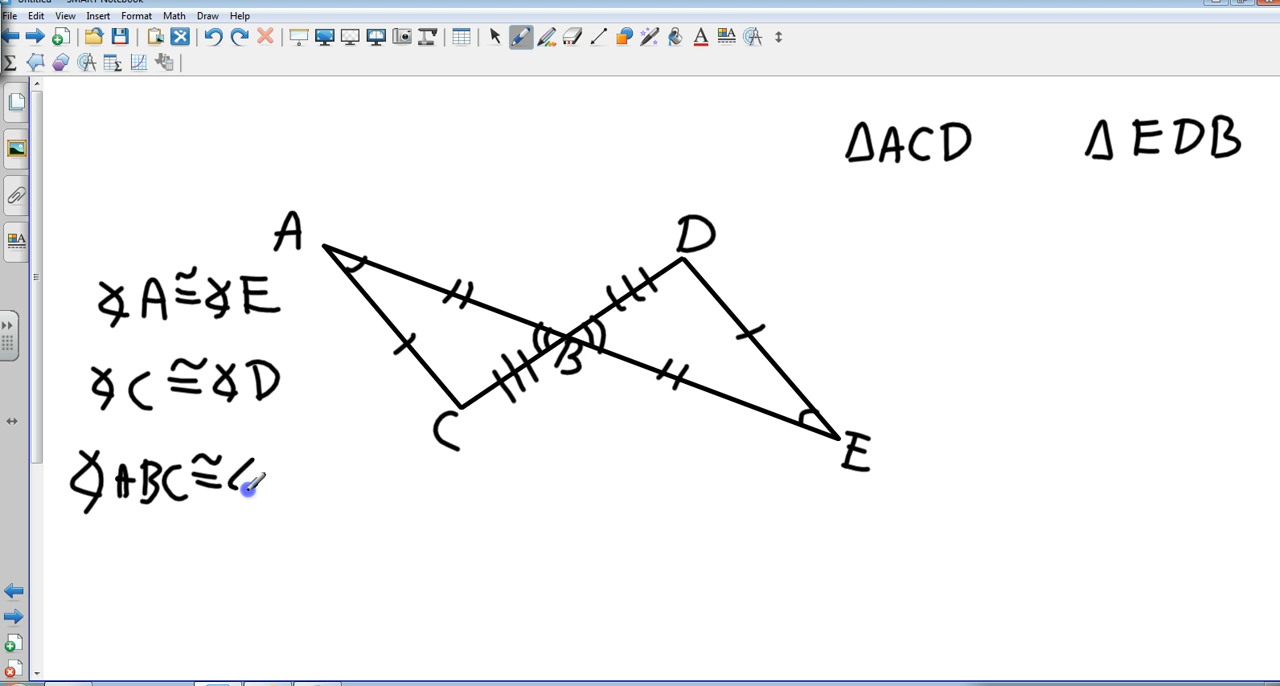 File Edit View Insert Format Math Draw Help
A
ΔACD ΔEDB
A
D
∢A≅∢E
B
∢C≅∢D
C
E
∢ABC≅